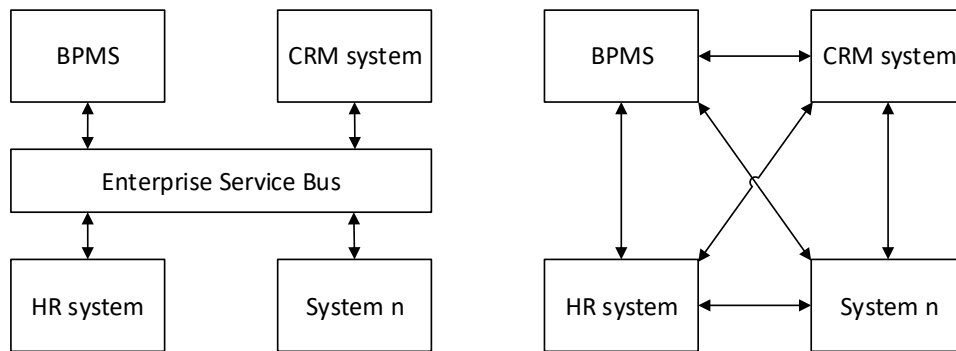 BPMS
CRM system
Enterprise Service Bus
HR system
System n
BPMS
CRM system
HR system
System n